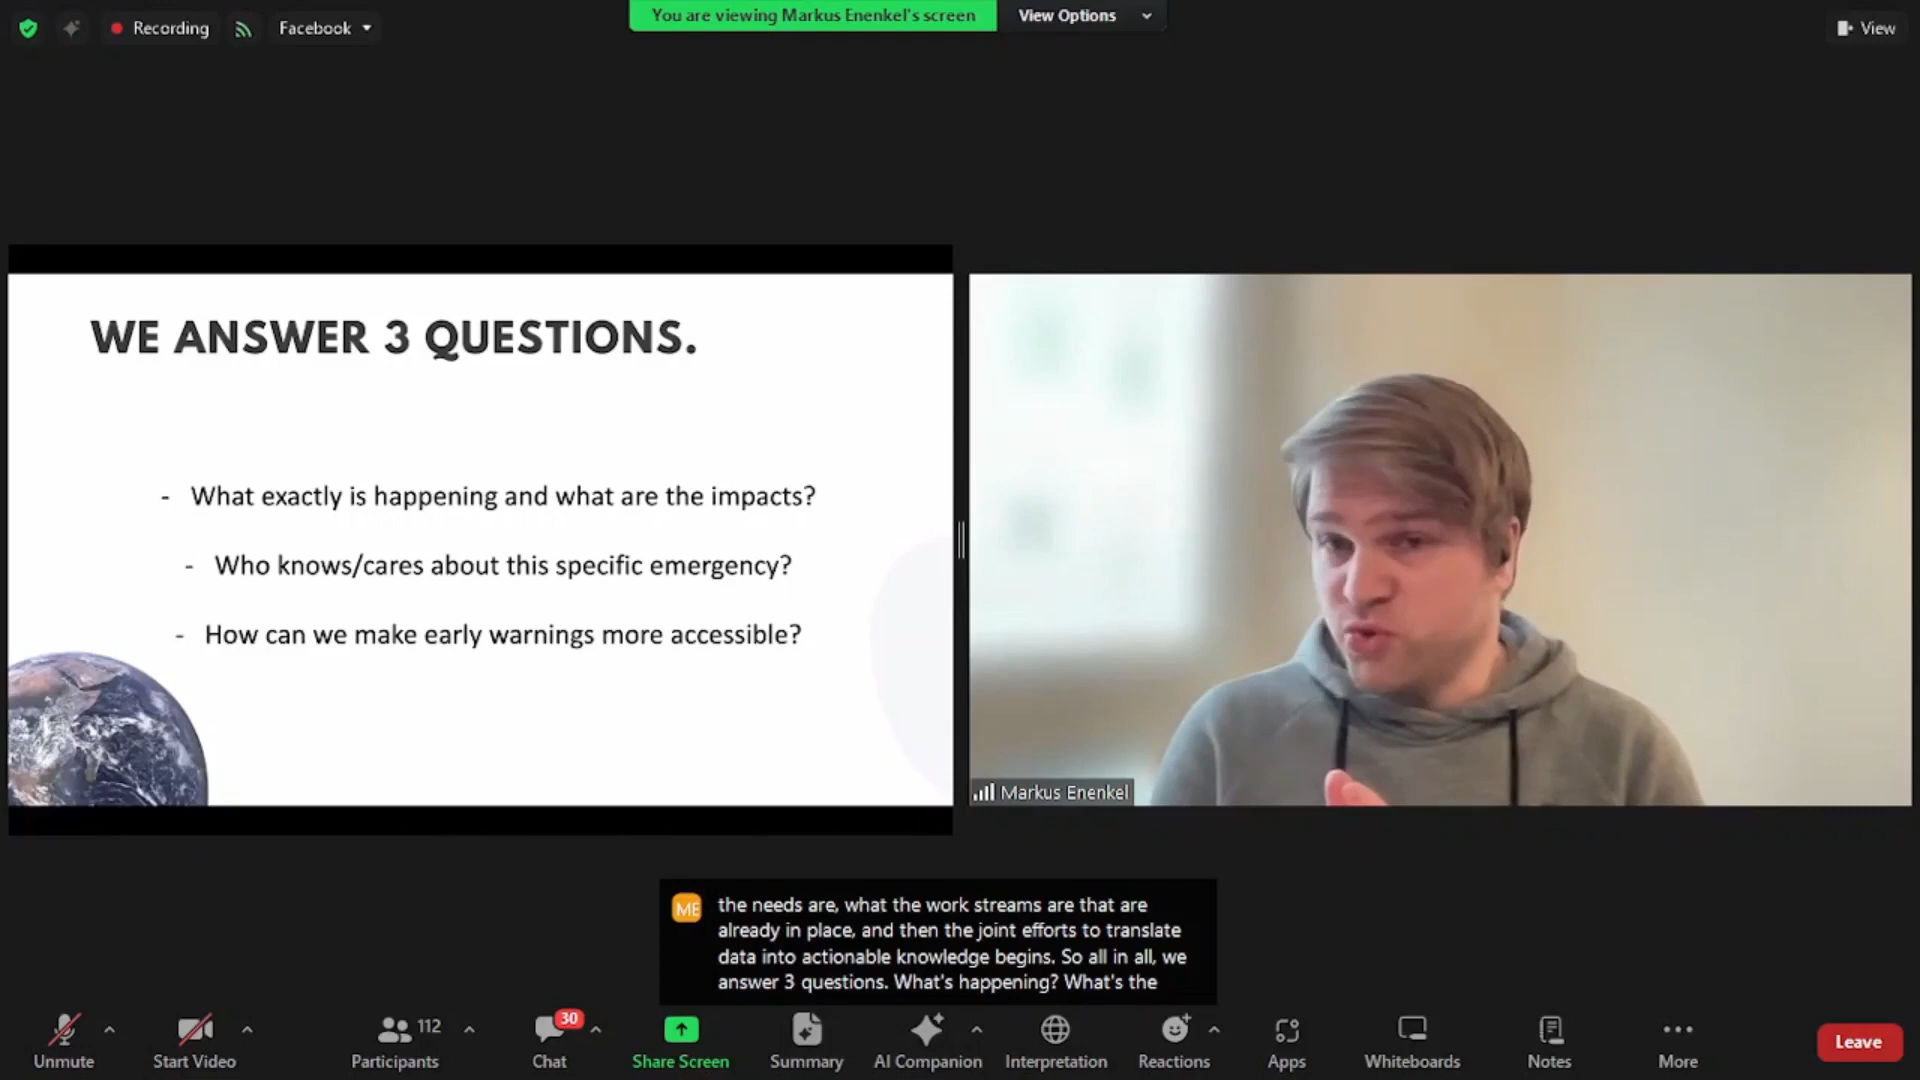 Recording
Facebook
You are viewing Markus Enenkel's screen
View Options
View
WE ANSWER 3 QUESTIONS.
- What exactly is happening and what are the impacts?
- Who knows/cares about this specific emergency?
- How can we make early warnings more accessible?
Markus Enenkel
ME
the needs are, what the work streams are that are
already in place, and then the joint efforts to translate
data into actionable knowledge begins. So all in all, we
answer 3 questions. What's happening? What's the
112
30
Unmute
Start Video
Participants
Chat
Share Screen
Summary
AI Companion
Interpretation
Reactions
Apps
Whiteboards
Notes
More
Leave